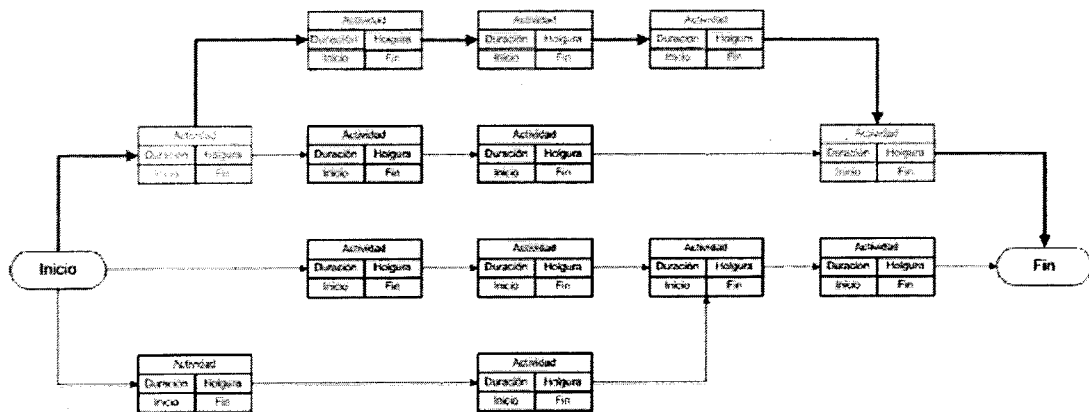 Actividad Actividad Actividad
Duración Holgura Duración Holgura Duración Holgura
Inicio Fin Inicio Fin Inicio Fin
Actividad Actividad Actividad Actividad
Duración Holgura Duración Holgura Duración Holgura Duración Holgura
Inicio Fin Inicio Fin Inicio Fin Inicio Fin
Actividad Actividad Actividad Actividad
Inicio Duración Holgura Duración Holgura Duración Holgura Duración Holgura Fin
Inicio Fin Inicio Fin Inicio Fin Inicio Fin
Actividad Actividad
Duración Holgura Duración Holgura
Inicio Fin Inicio Fin